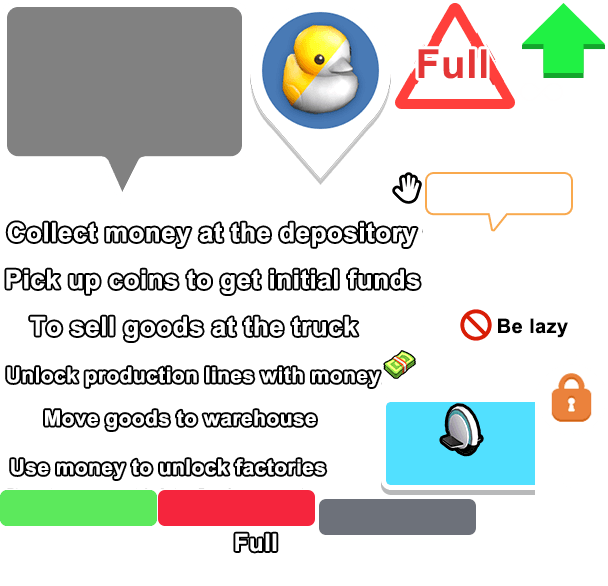 Full
Collect money at the depository
Pick up coins to get initial funds
To sell goods at the truck
Be lazy
Unlock production lines with money
Move goods to warehouse
Use money to unlock factories
Full